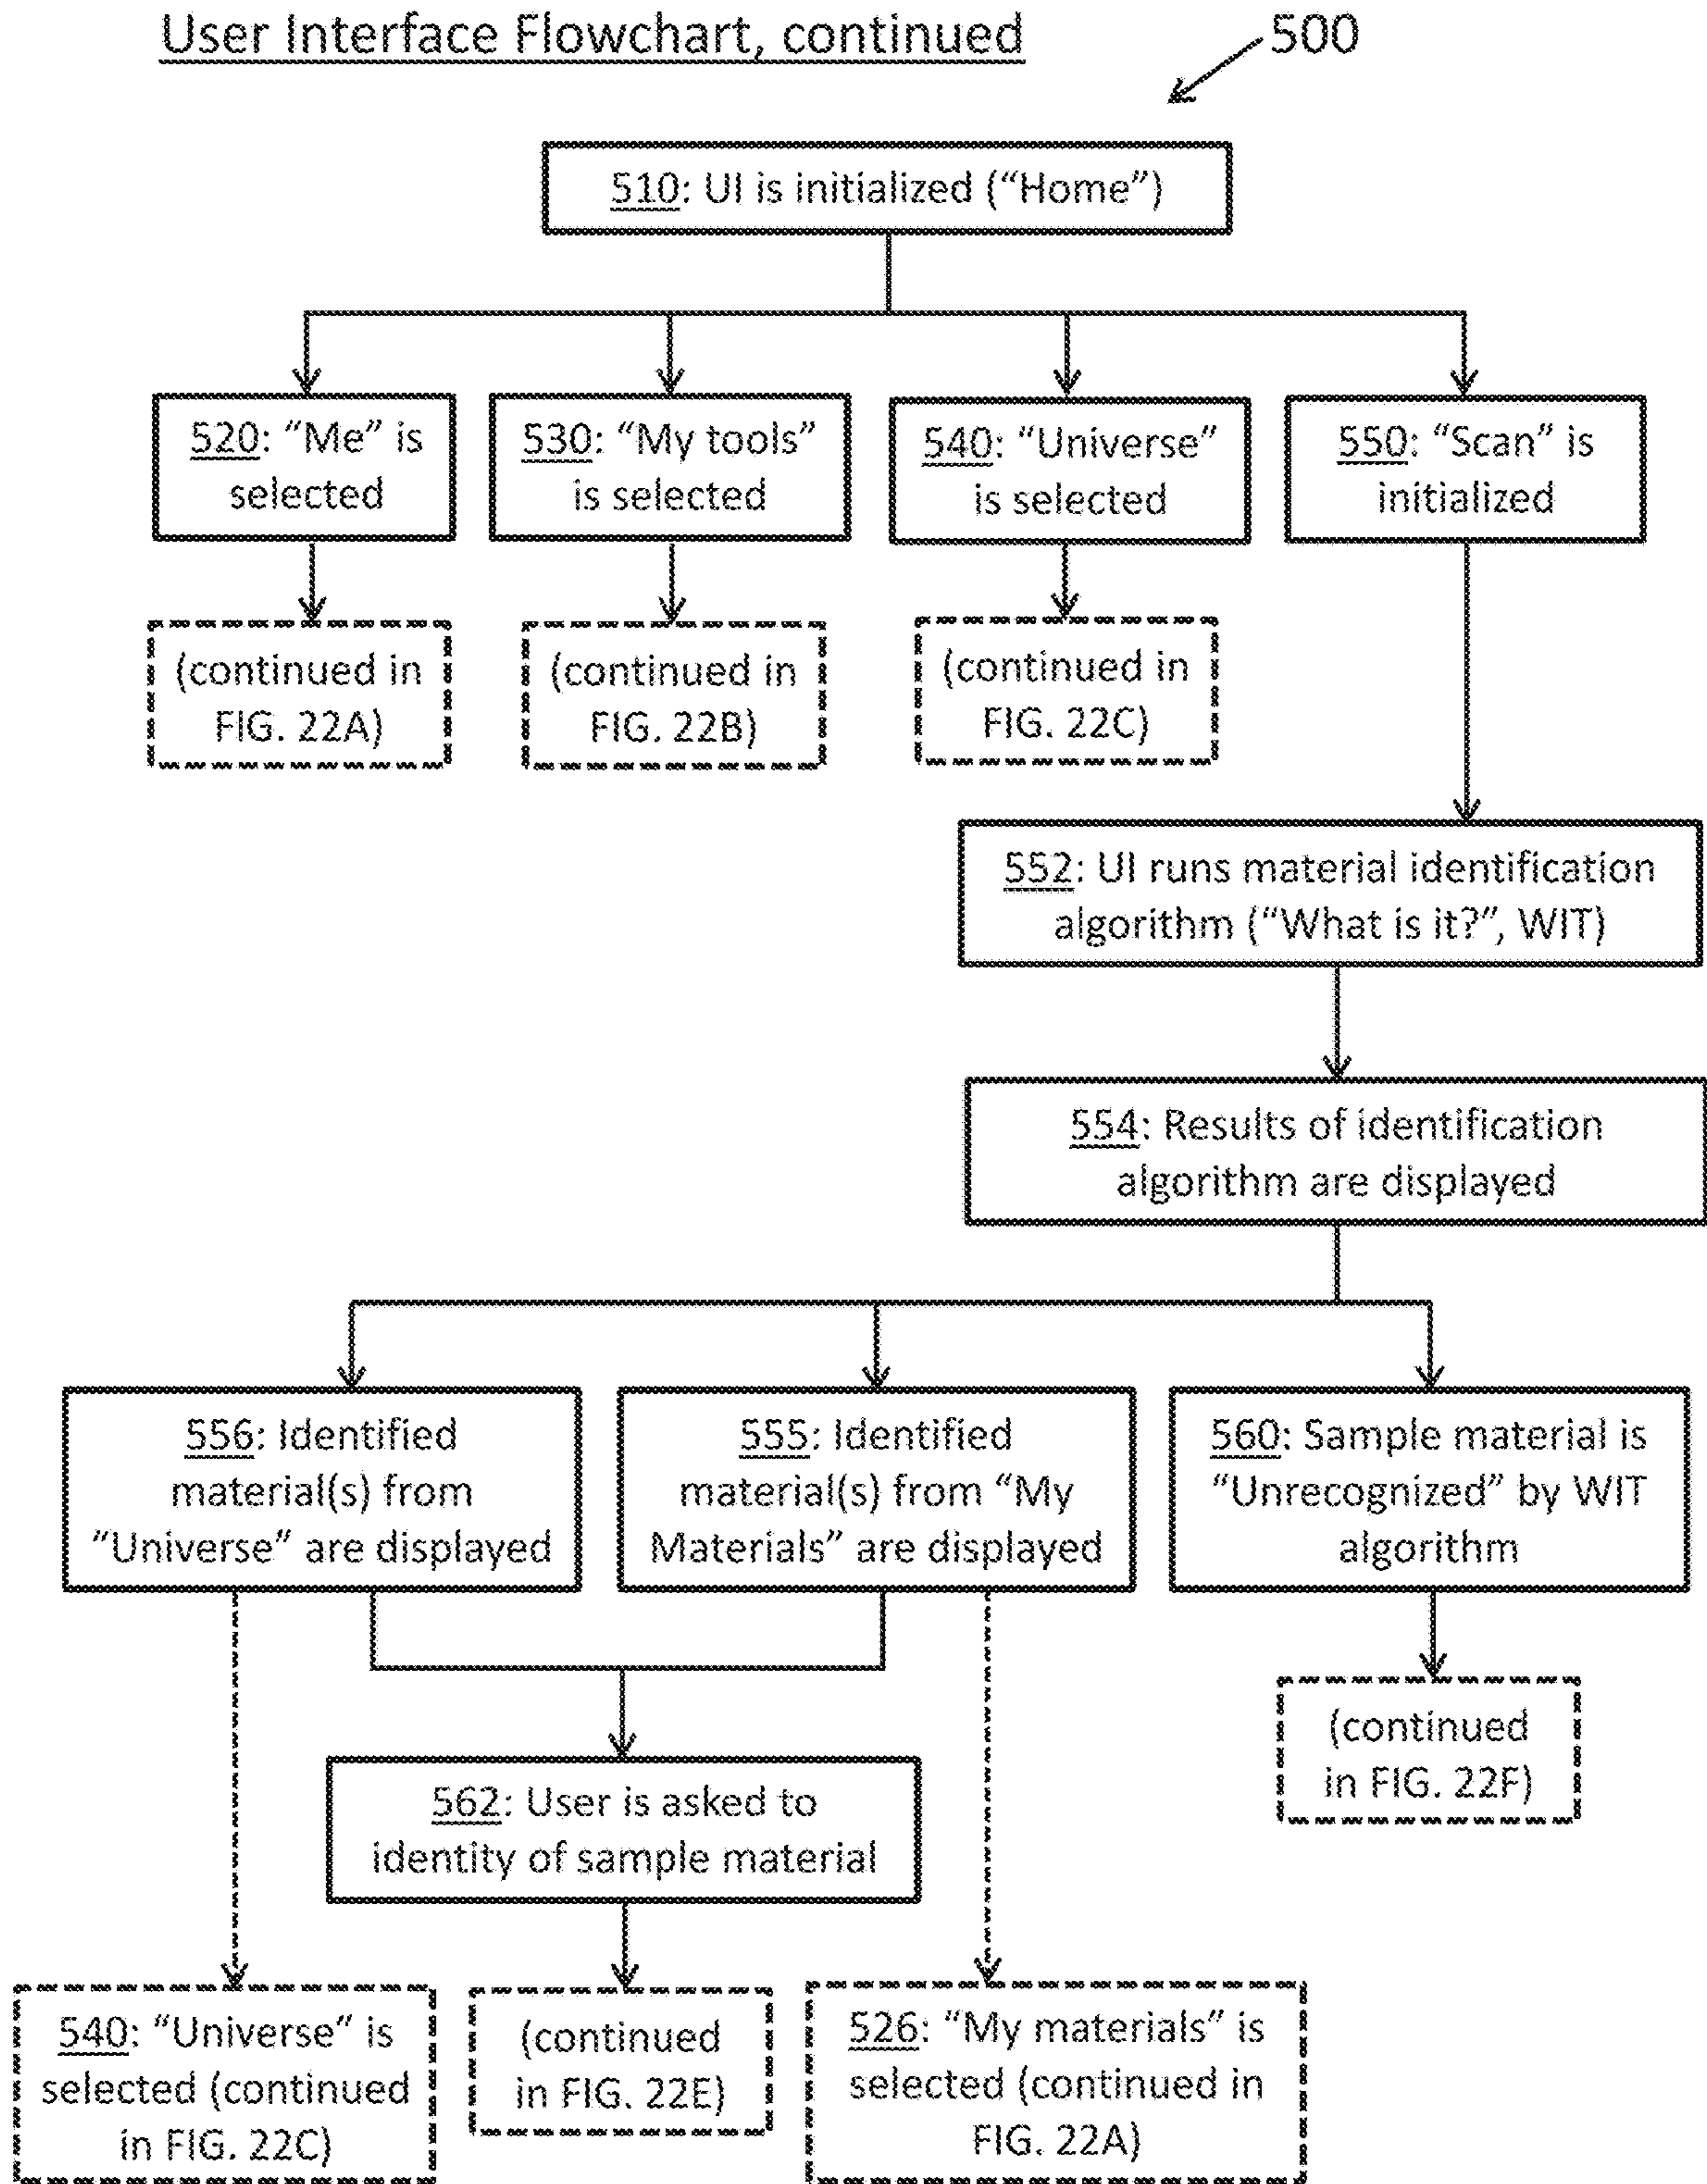 User Interface Flowchart, continued
500
510: UI is initialized (“Home”)
520: “Me” is
selected
530: “My tools”
is selected
540: “Universe”
is selected
550: “Scan” is
initialized
(continued in
FIG. 22A)
(continued in
FIG. 22B)
(continued in
FIG. 22C)
552: UI runs material identification
algorithm (“What is it?”, WIT)
554: Results of identification
algorithm are displayed
556: Identified
material(s) from
“Universe” are displayed
555: Identified
material(s) from “My
Materials” are displayed
560: Sample material is
“Unrecognized” by WIT
algorithm
(continued
in FIG. 22F)
562: User is asked to
identity of sample material
540: “Universe” is
selected (continued
in FIG. 22C)
(continued
in FIG. 22E)
526: “My materials” is
selected (continued in
FIG. 22A)